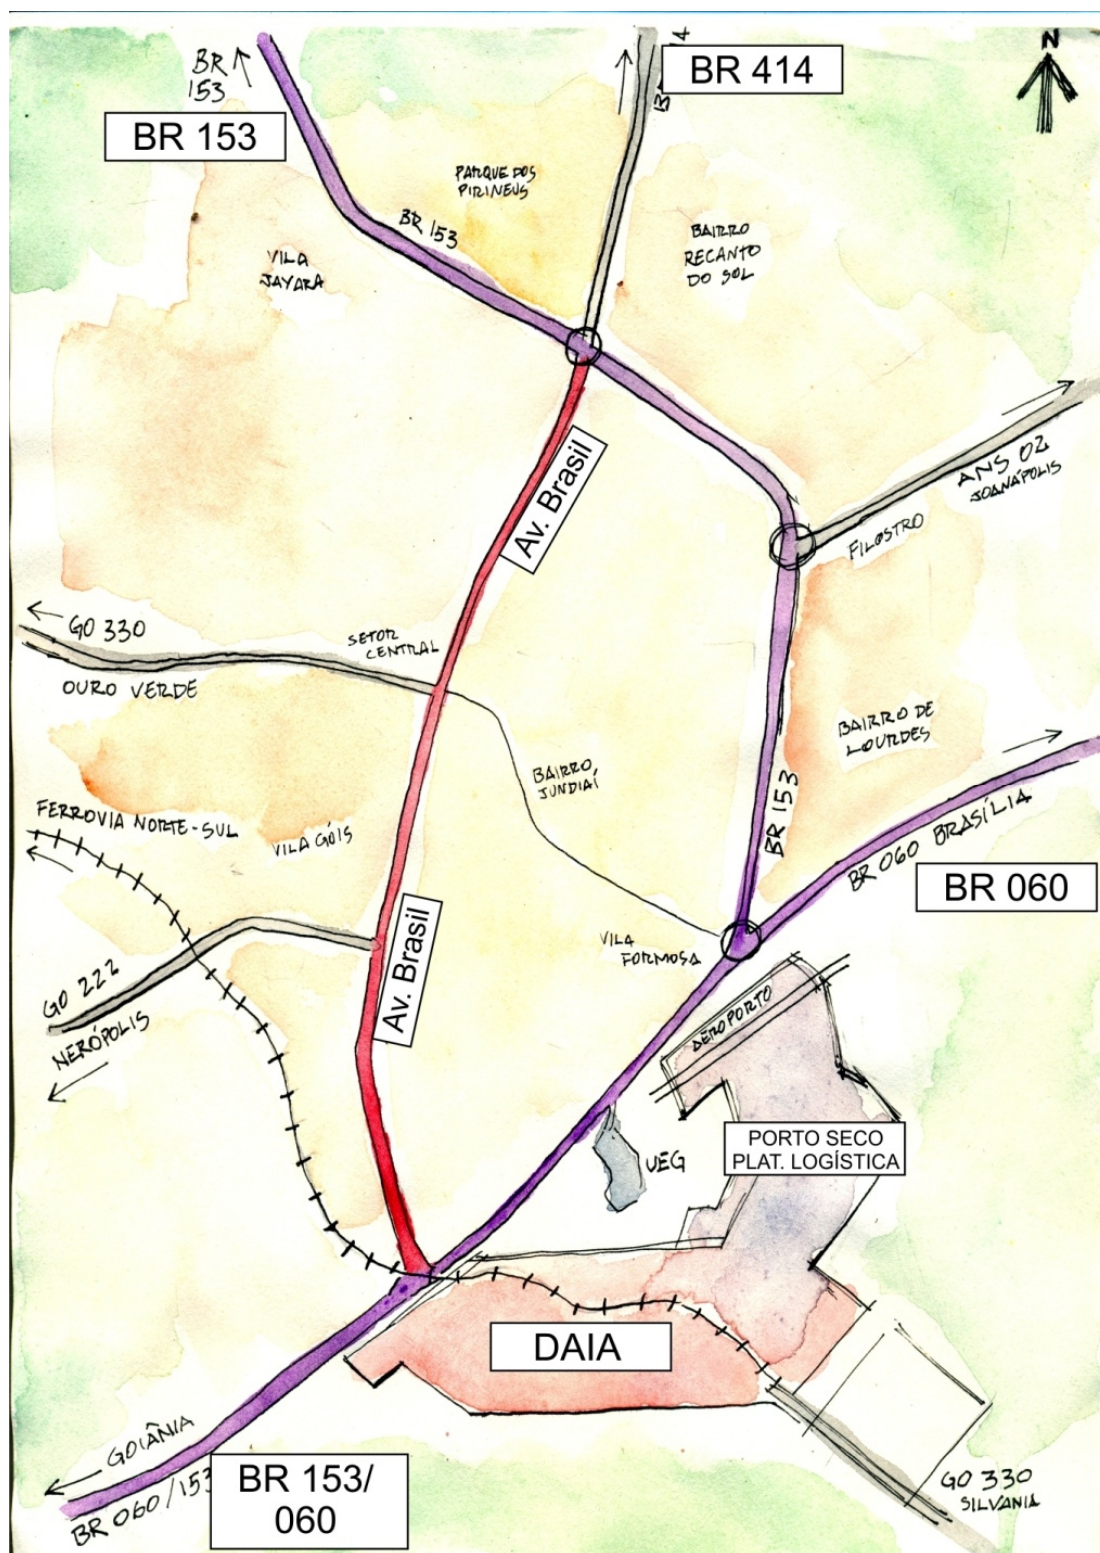 BR
153
BR 153
BR 414
N
PARQUE DOS
PIRINEUS
BR 153
BAIRRO
RECANTO
DO SOL
VILA
JAYARA
Av. Brasil
ANS 02
JOANÁPOLIS
FILOSTRO
GO 330
OURO VERDE
SETOR
CENTRAL
BAIRRO DE
LOURDES
BAIRRO
JUNDIAÍ
BR 153
FERROVIA NORTE-SUL
VILA GÓIS
BR 060 BRASÍLIA
BR 060
Av. Brasil
VILA
FORMOSA
GO 222
NERÓPOLIS
AEROPORTO
PORTO SECO
PLAT. LOGÍSTICA
UEG
DAIA
GOIÂNIA
BR 060/153
BR 153/
060
GO 330
SILVANIA